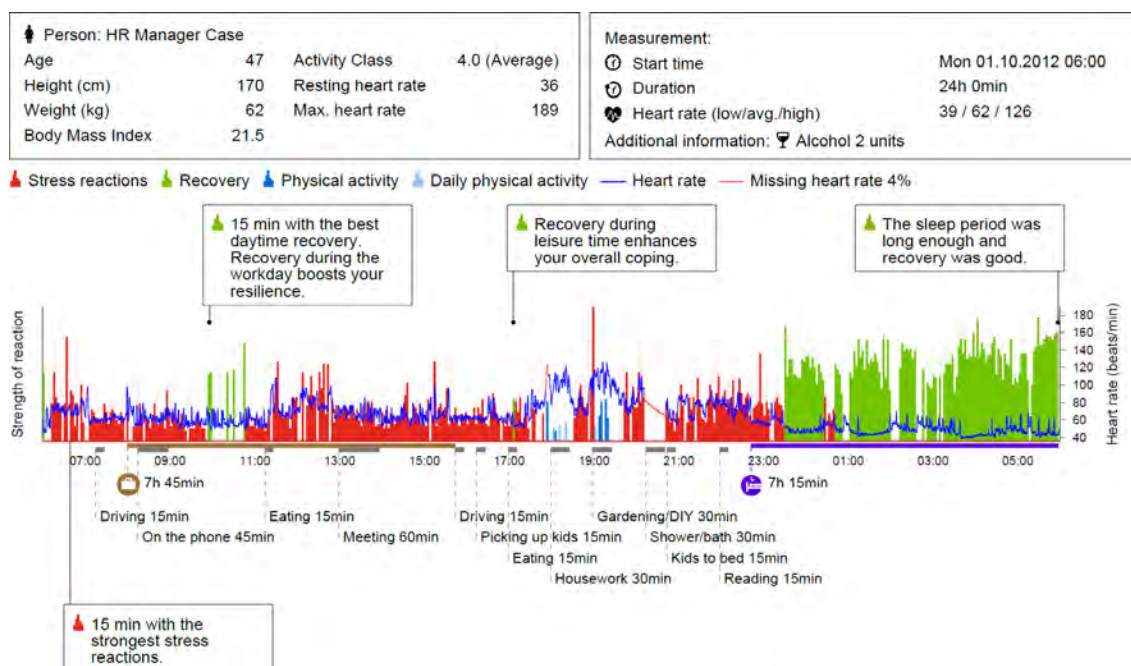 Person: HR Manager Case
Age 47 Activity Class 4.0 (Average)
Height (cm) 170 Resting heart rate 36
Weight (kg) 62 Max. heart rate 189
Body Mass Index 21.5
Measurement:
Start time Mon 01.10.2012 06:00
Duration 24h 0min
Heart rate (low/avg./high) 39 / 62 / 126
Additional information: Alcohol 2 units
Stress reactions Recovery Physical activity Daily physical activity Heart rate Missing heart rate 4%
15 min with the best
daytime recovery.
Recovery during the
workday boosts your
resilience.
Recovery during
leisure time enhances
your overall coping.
The sleep period was
long enough and
recovery was good.
Strength of reaction
180
160
140
120
100
80
60
40
Heart rate (beats/min)
07:00 09:00 11:00 13:00 15:00 17:00 19:00 21:00 23:00 01:00 03:00 05:00
7h 45min 7h 15min
Driving 15min Eating 15min Driving 15min Gardening/DIY 30min
On the phone 45min Meeting 60min Picking up kids 15min Shower/bath 30min
Eating 15min Kids to bed 15min
Housework 30min Reading 15min
15 min with the
strongest stress
reactions.